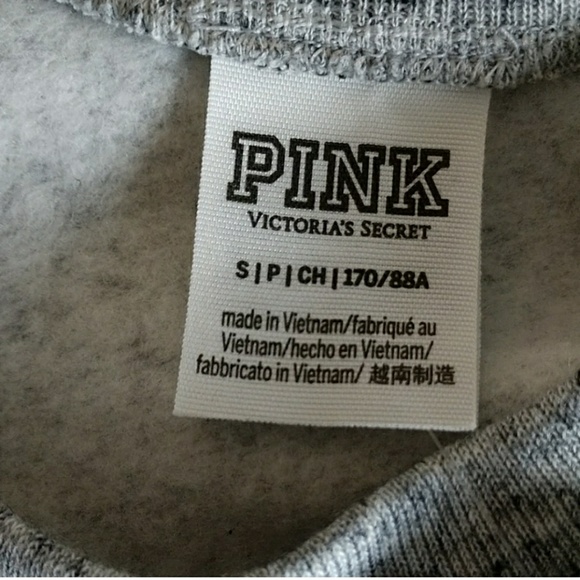 PINK
VICTORIA'S SECRET
S | P | CH | 170/88A
made in Vietnam/fabriqué au
Vietnam/hecho en Vietnam/
fabbricato in Vietnam/ 越南制造